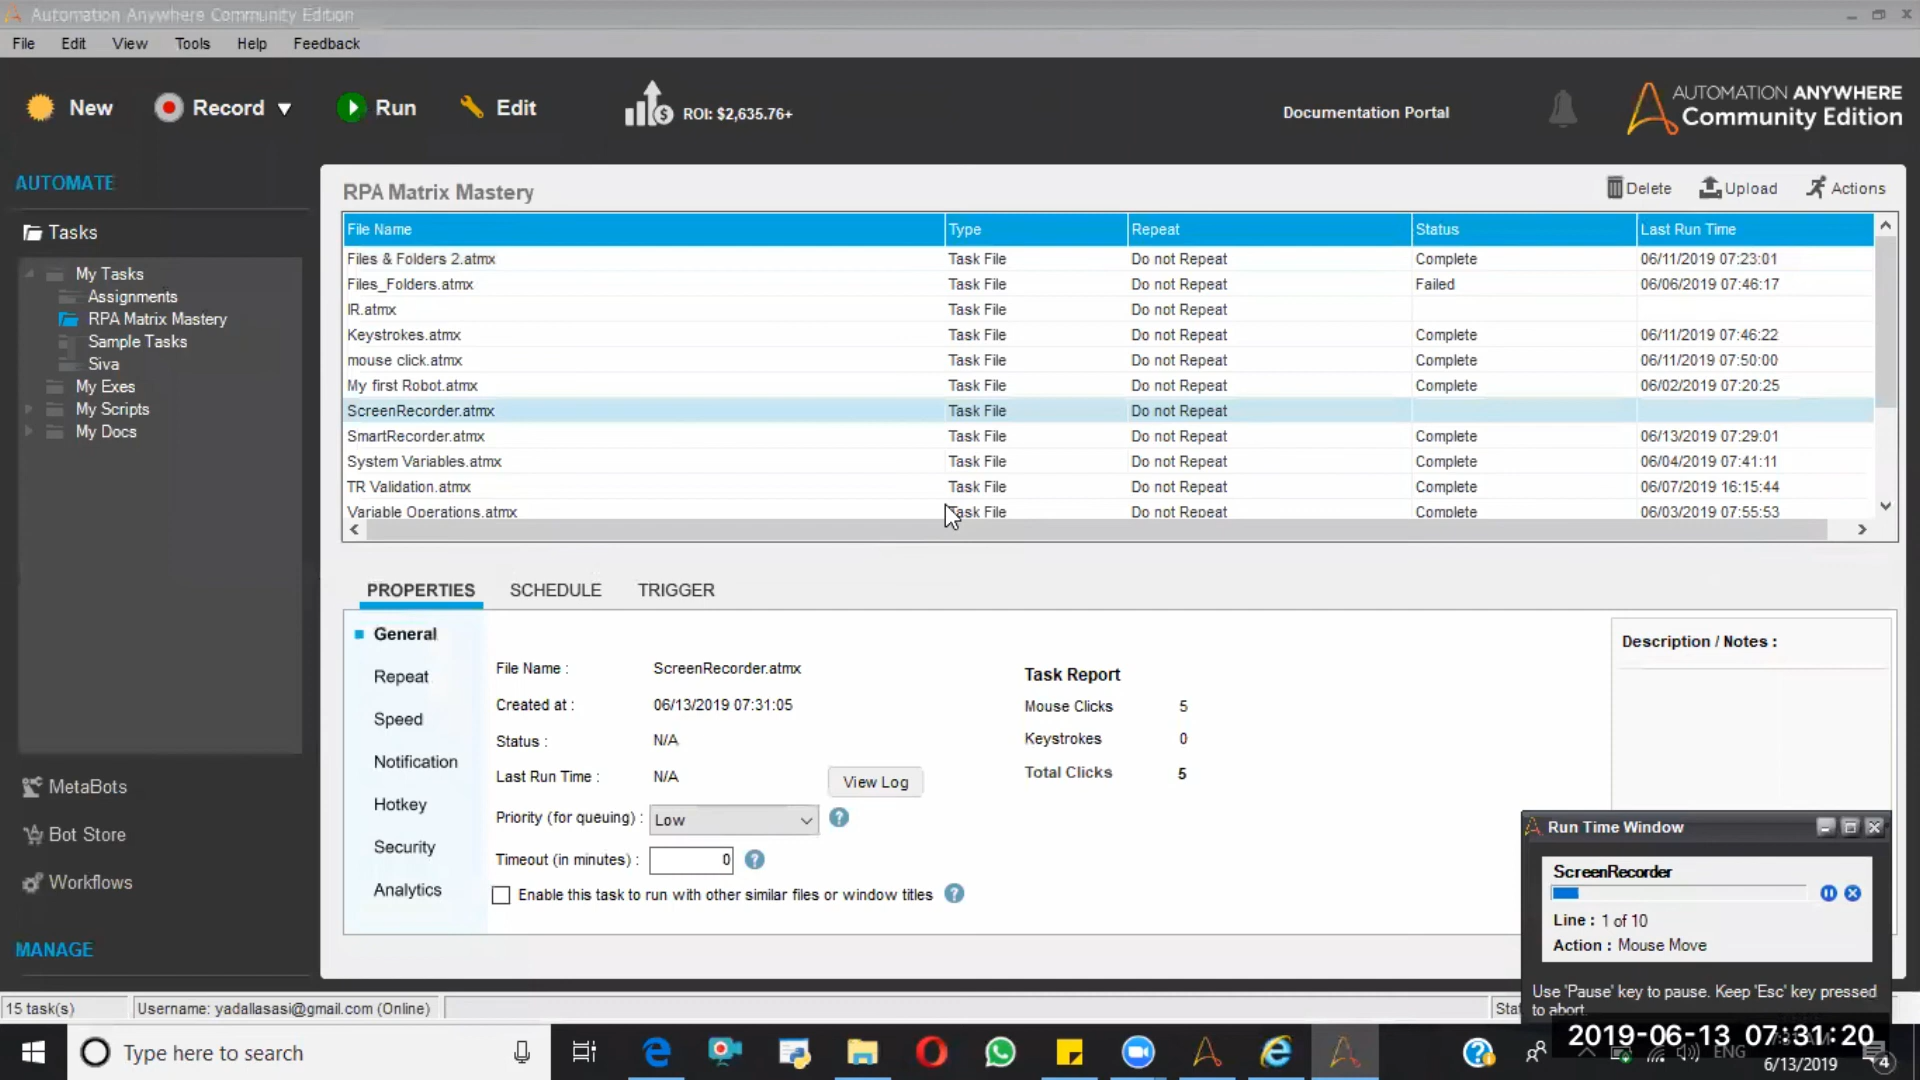 Automation Anywhere Community Edition
File Edit View Tools Help Feedback
New Record Run Edit ROI: $2,635.76+ Documentation Portal AUTOMATION ANYWHERE
Community Edition
AUTOMATE
Tasks
My Tasks
Assignments
RPA Matrix Mastery
Sample Tasks
Siva
My Exes
My Scripts
My Docs
MetaBots
Bot Store
Workflows
MANAGE
RPA Matrix Mastery Delete Upload Actions
File Name Type Repeat Status Last Run Time
Files & Folders 2.atmx Task File Do not Repeat Complete 06/11/2019 07:23:01
Files_Folders.atmx Task File Do not Repeat Failed 06/06/2019 07:46:17
IR.atmx Task File Do not Repeat
Keystrokes.atmx Task File Do not Repeat Complete 06/11/2019 07:46:22
mouse click.atmx Task File Do not Repeat Complete 06/11/2019 07:50:00
My first Robot.atmx Task File Do not Repeat Complete 06/02/2019 07:20:25
ScreenRecorder.atmx Task File Do not Repeat
SmartRecorder.atmx Task File Do not Repeat Complete 06/13/2019 07:29:01
System Variables.atmx Task File Do not Repeat Complete 06/04/2019 07:41:11
TR Validation.atmx Task File Do not Repeat Complete 06/07/2019 16:15:44
Variable Operations.atmx Task File Do not Repeat Complete 06/03/2019 07:55:53
PROPERTIES SCHEDULE TRIGGER
General
Repeat
Speed
Notification
Hotkey
Security
Analytics
File Name : ScreenRecorder.atmx
Created at : 06/13/2019 07:31:05
Status : N/A
Last Run Time : N/A View Log
Priority (for queuing) : Low ?
Timeout (in minutes) : 0 ?
Enable this task to run with other similar files or window titles ?
Task Report
Mouse Clicks 5
Keystrokes 0
Total Clicks 5
Description / Notes :
Run Time Window
ScreenRecorder
Line : 1 of 10
Action : Mouse Move
Use 'Pause' key to pause. Keep 'Esc' key pressed
to abort.
15 task(s) Username: yadallasasi@gmail.com (Online)
2019-06-13 07:31:20
Type here to search ENG
6/13/2019 4